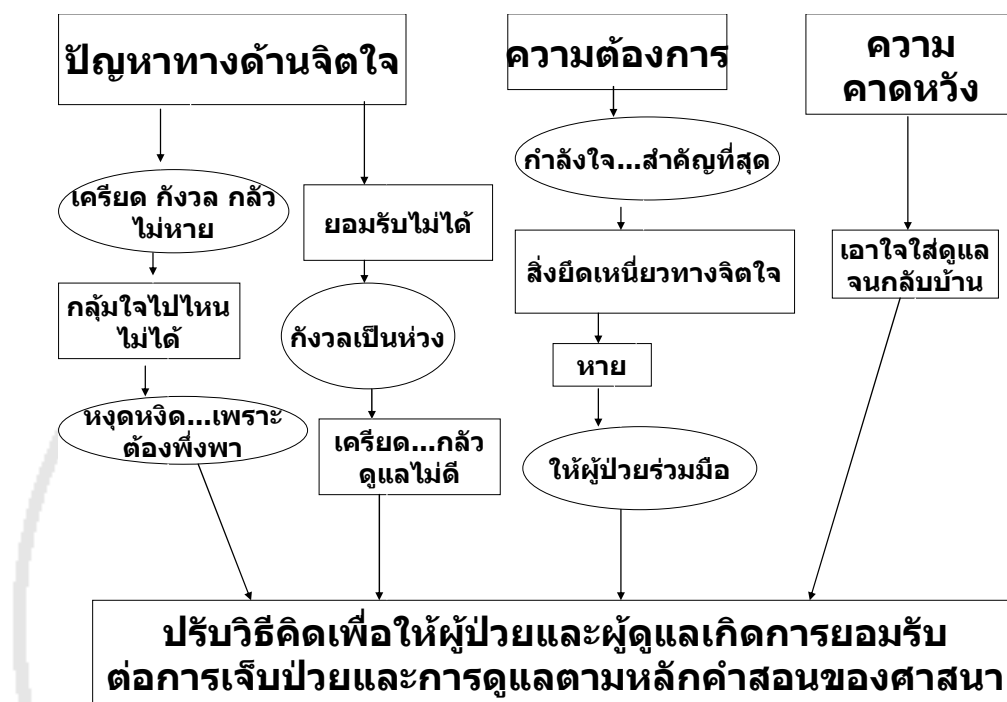 ปัญหาทางด้านจิตใจ
ความต้องการ
ความ
คาดหวัง
เครียด กังวล กลัว
ไม่หาย
กลุ้มใจไปไหน
ไม่ได้
หงุดหงิด...เพราะ
ต้องพึ่งพา
ยอมรับไม่ได้
กังวลเป็นห่วง
เครียด...กลัว
ดูแลไม่ดี
กำลังใจ...สำคัญที่สุด
สิ่งยึดเหนี่ยวทางจิตใจ
หาย
ให้ผู้ป่วยร่วมมือ
เอาใจใส่ดูแล
จนกลับบ้าน
ปรับวิธีคิดเพื่อให้ผู้ป่วยและผู้ดูแลเกิดการยอมรับ
ต่อการเจ็บป่วยและการดูแลตามหลักคำสอนของศาสนา